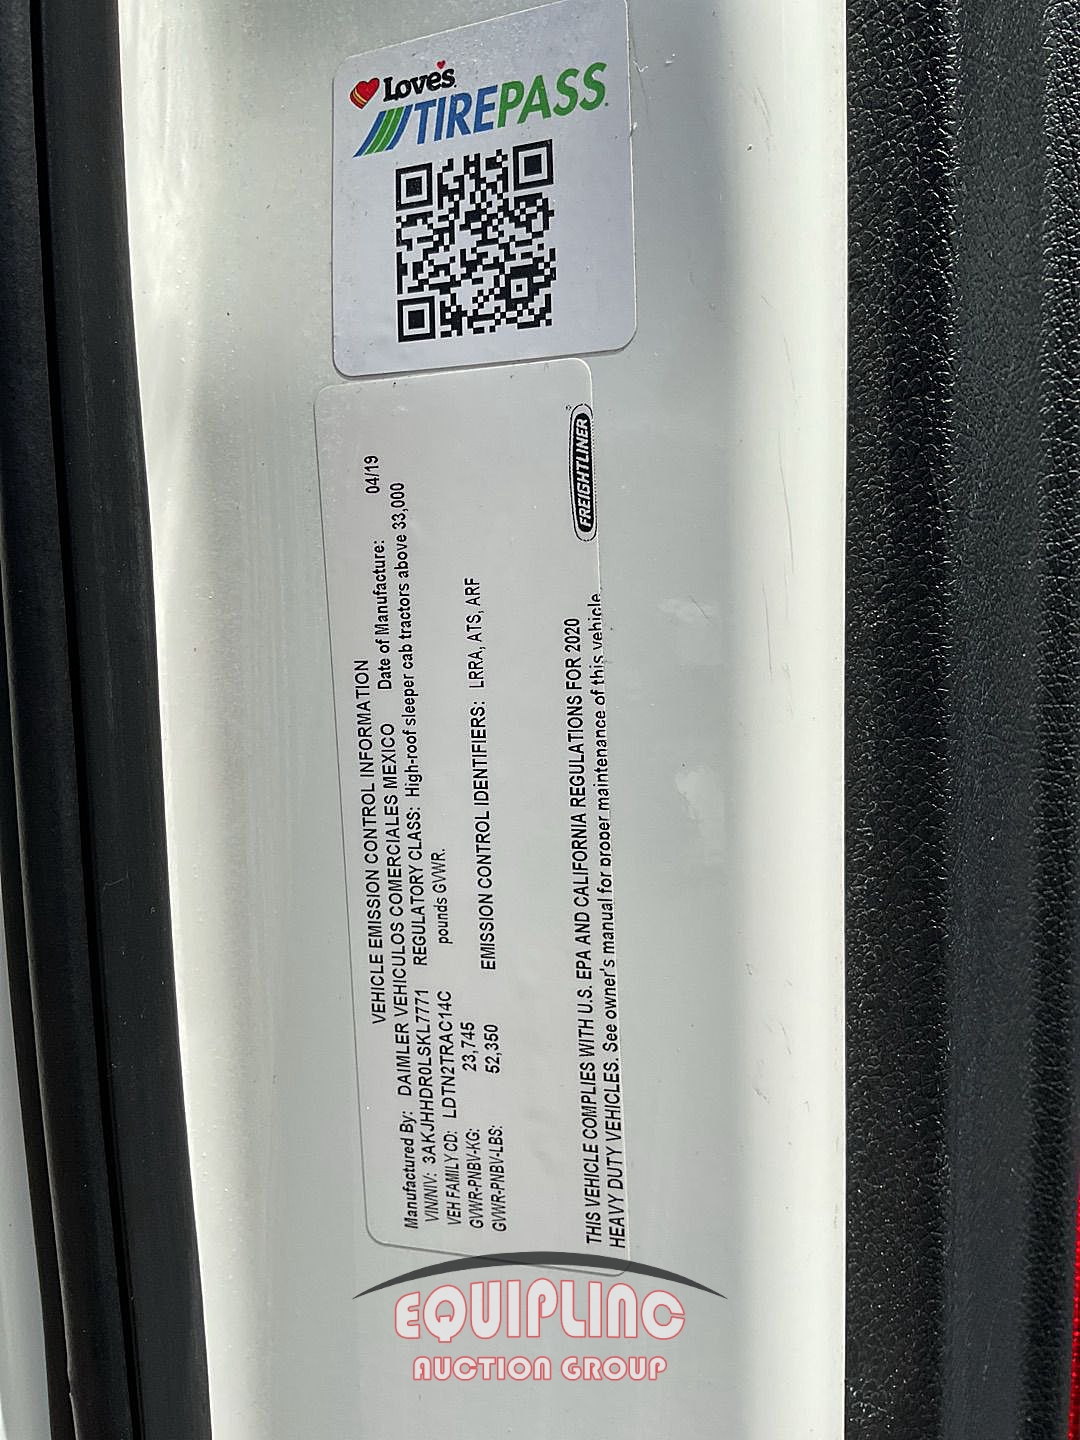 Love's
TIREPASS
FREIGHTLINER
VEHICLE EMISSION CONTROL INFORMATION
Manufactured By: DAIMLER VEHICULOS COMERCIALES MEXICO Date of Manufacture: 04/19
VIN/NIV: 3AKJHHDR0LSKL7771 REGULATORY CLASS: High-roof sleeper cab tractors above 33,000
VEH FAMILY CD: LDTN2TRAC14C pounds GVWR.
GVWR-PNBV-KG: 23,745
GVWR-PNBV-LBS: 52,350 EMISSION CONTROL IDENTIFIERS: LRRA, ATS, ARF
THIS VEHICLE COMPLIES WITH U.S. EPA AND CALIFORNIA REGULATIONS FOR 2020
HEAVY DUTY VEHICLES. See owner's manual for proper maintenance of this vehicle.
EQUIPLINC
AUCTION GROUP